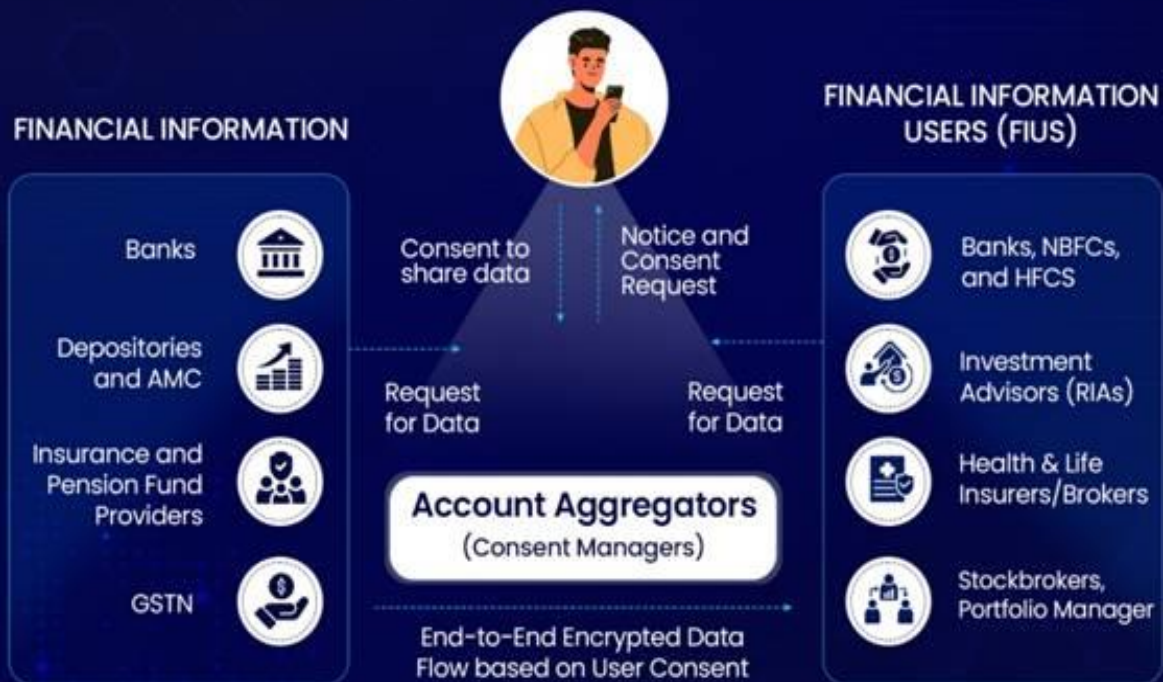 FINANCIAL INFORMATION
Banks
Depositories
and AMC
Insurance and
Pension Fund
Providers
GSTN
Consent to
share data
Notice and
Consent
Request
Request
for Data
Request
for Data
Account Aggregators
(Consent Managers)
End-to-End Encrypted Data
Flow based on User Consent
FINANCIAL INFORMATION
USERS (FIUS)
Banks, NBFCs,
and HFCS
Investment
Advisors (RIAs)
Health & Life
Insurers/Brokers
Stockbrokers,
Portfolio Manager